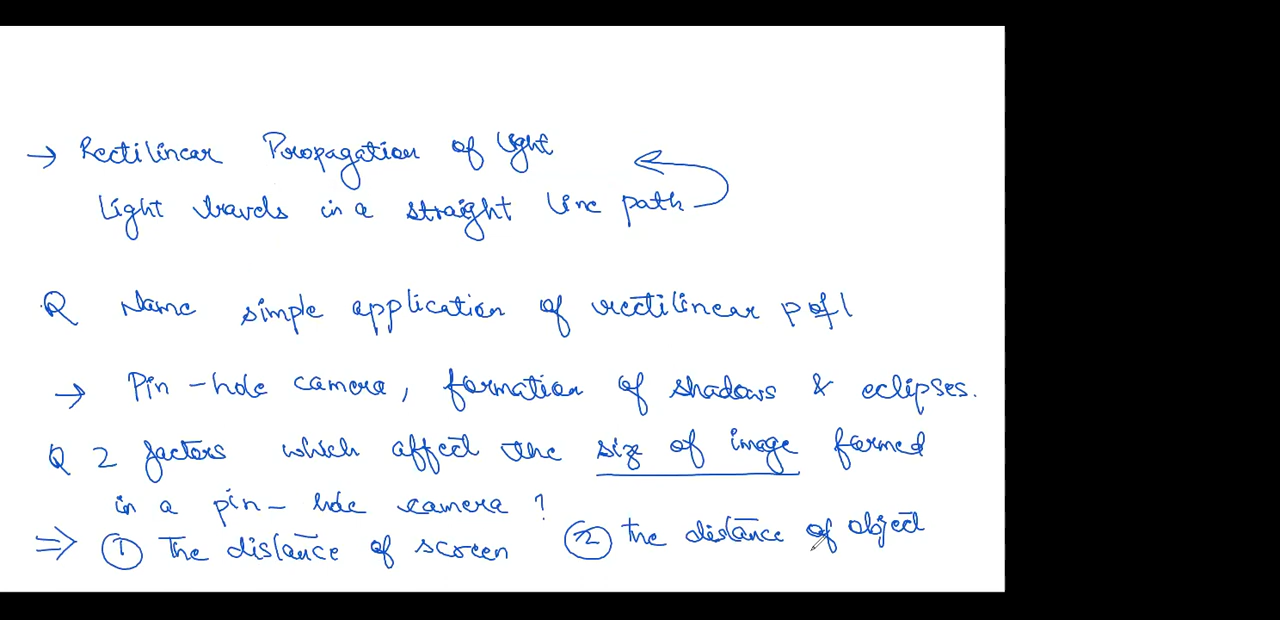 → Rectilinear Propagation of light
Light travels in a straight line path
Q Name simple application of rectilinear p of l
→ Pin-hole camera, formation of shadows & eclipses.
Q 2 factors which affect the size of image formed
in a pin-hole camera?
⇒ ① The distance of screen ② the distance of object